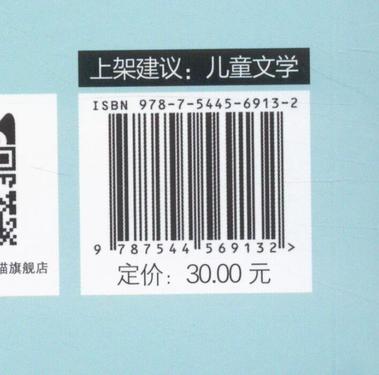 上架建议：儿童文学
ISBN 978-7-5445-6913-2
9 787544 569132 >
定价：30.00 元
猫旗舰店